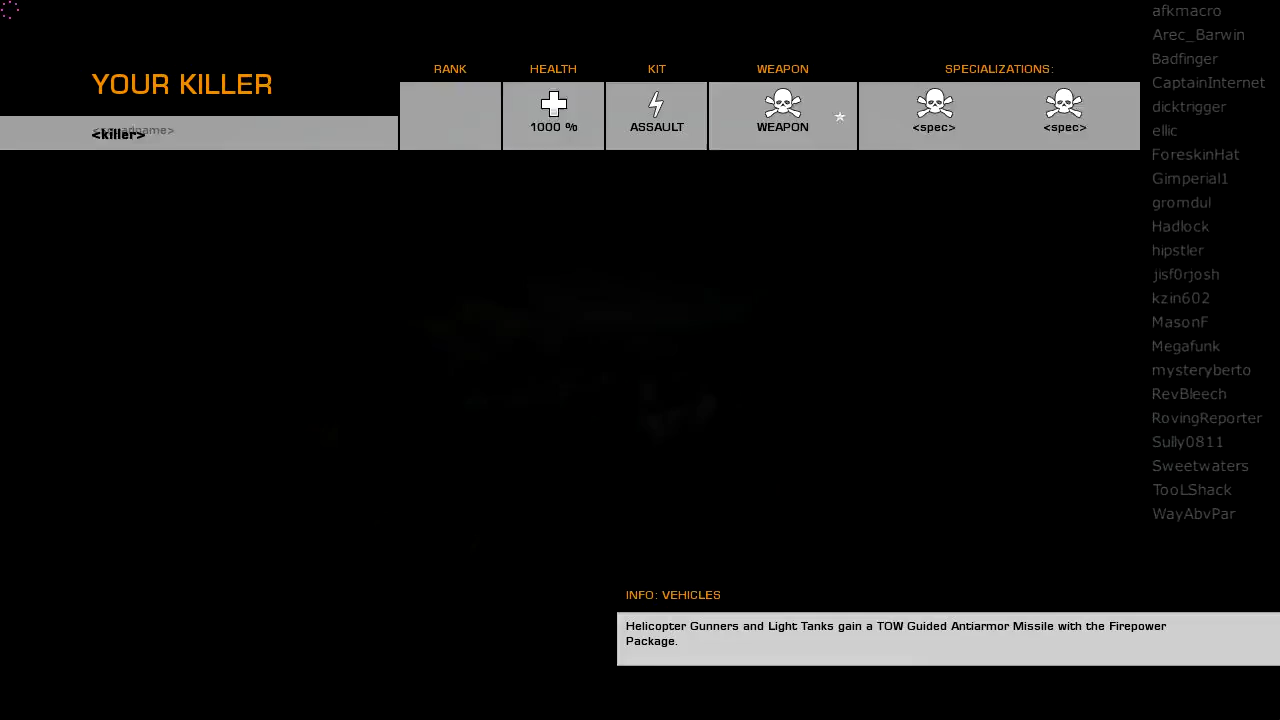 YOUR KILLER
RANK
HEALTH
KIT
WEAPON
SPECIALIZATIONS:
<killer>
1000 %
ASSAULT
WEAPON
<spec>
<spec>
afkmacro
Arec_Barwin
Badfinger
CaptainInternet
dicktrigger
ellic
ForeskinHat
Gimperial1
gromdul
Hadlock
hipstler
jisf0rjosh
kzin602
MasonF
Megafunk
mysteryberto
RevBleech
RovingReporter
Sully0811
Sweetwaters
TooLShack
WayAbvPar
INFO: VEHICLES
Helicopter Gunners and Light Tanks gain a TOW Guided Antiarmor Missile with the Firepower
Package.